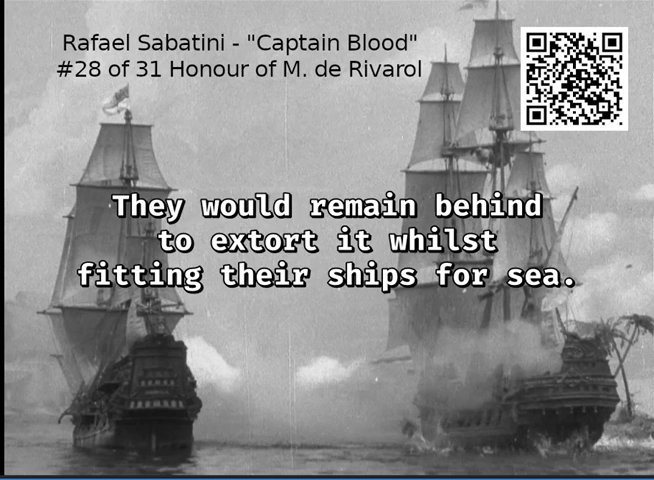 Rafael Sabatini - "Captain Blood"
#28 of 31 Honour of M. de Rivarol
They would remain behind
to extort it whilst
fitting their ships for sea.